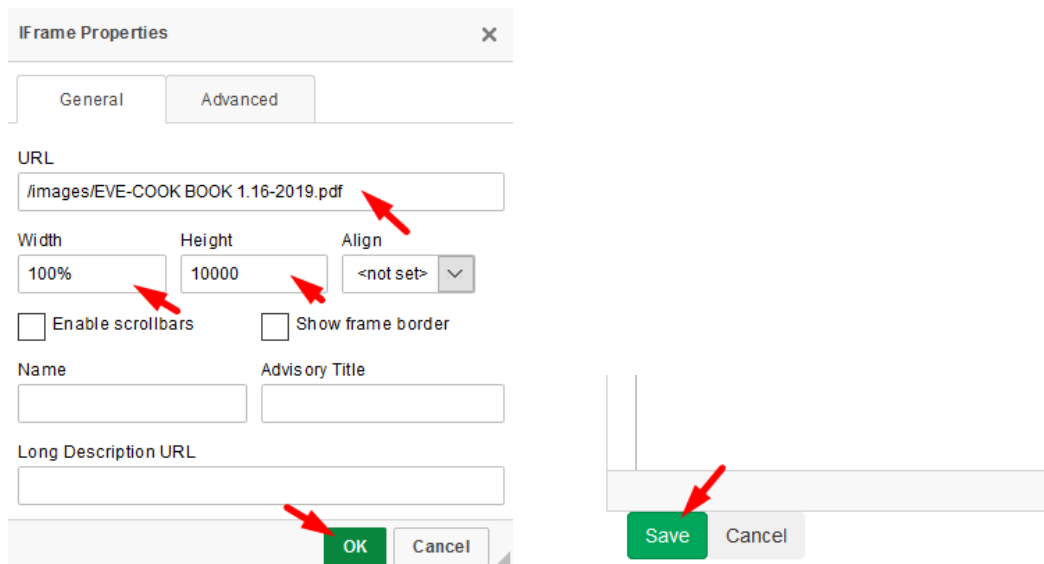 IFrame Properties
General Advanced
URL
/images/EVE-COOK BOOK 1.16-2019.pdf
Width Height Align
100% 10000 <not set>
Enable scrollbars Show frame border
Name Advisory Title
Long Description URL
OK Cancel
Save Cancel